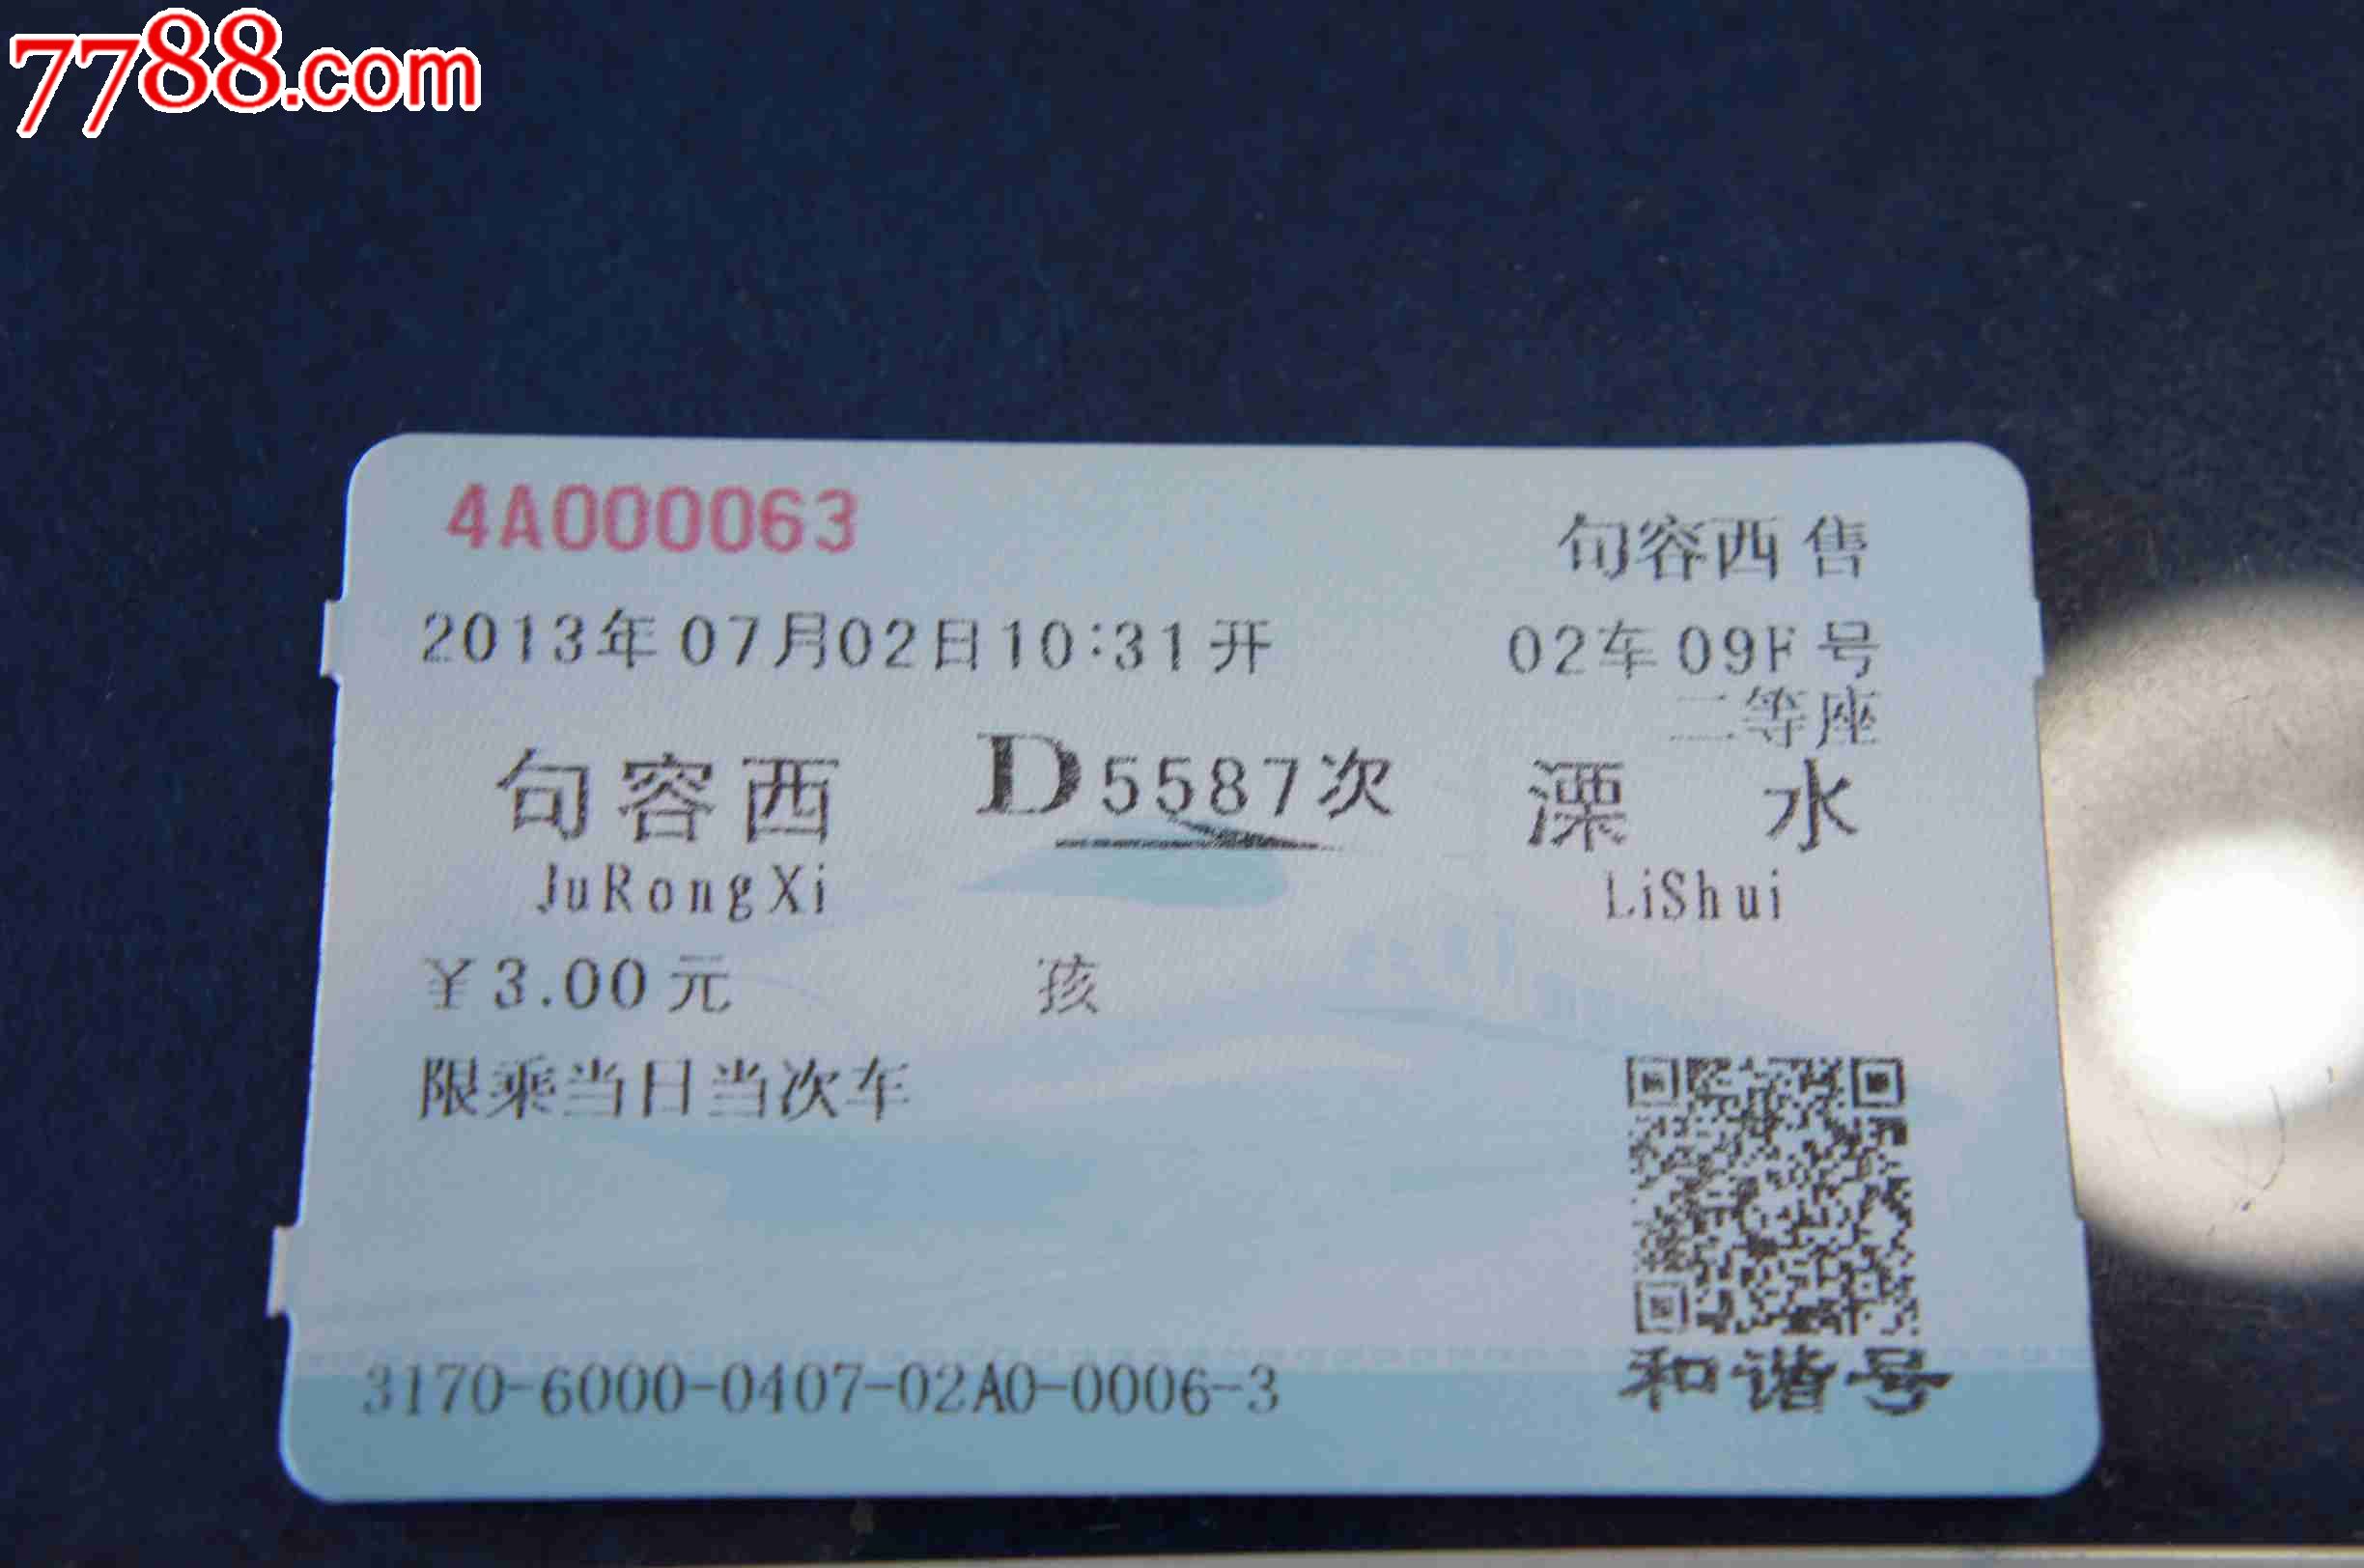 7788.com
4A000063
句容西 售
2013年07月02日10:31开
02车09F号
二等座
句容西 D5587次 溧水
JuRongXi
LiShui
¥3.00元
孩
限乘当日当次车
3170-6000-0407-02A0-0006-3
和谐号